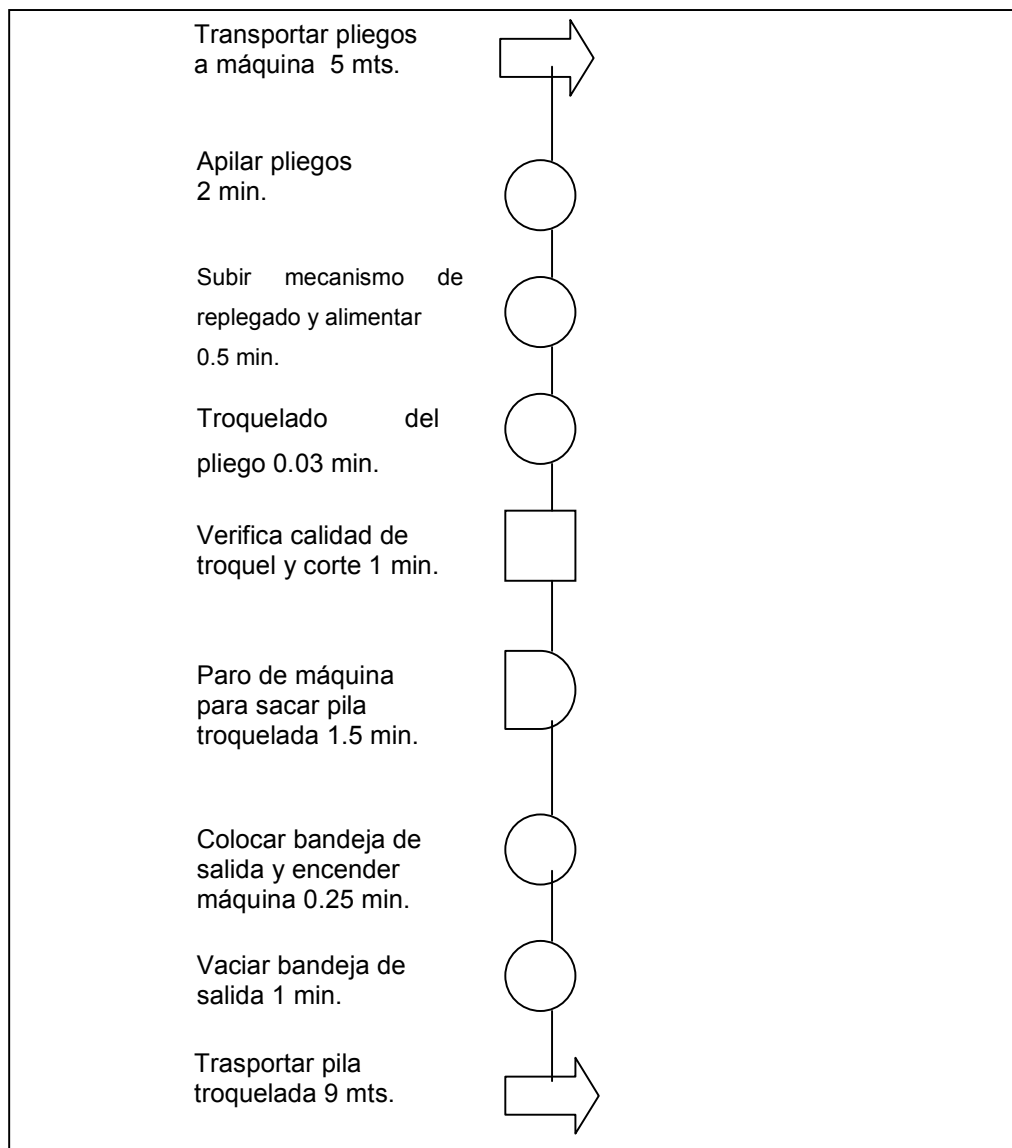 Transportar pliegos
a máquina 5 mts.
Apilar pliegos
2 min.
Subir mecanismo de
replegado y alimentar
0.5 min.
Troquelado del
pliego 0.03 min.
Verifica calidad de
troquel y corte 1 min.
Paro de máquina
para sacar pila
troquelada 1.5 min.
Colocar bandeja de
salida y encender
máquina 0.25 min.
Vaciar bandeja de
salida 1 min.
Trasportar pila
troquelada 9 mts.